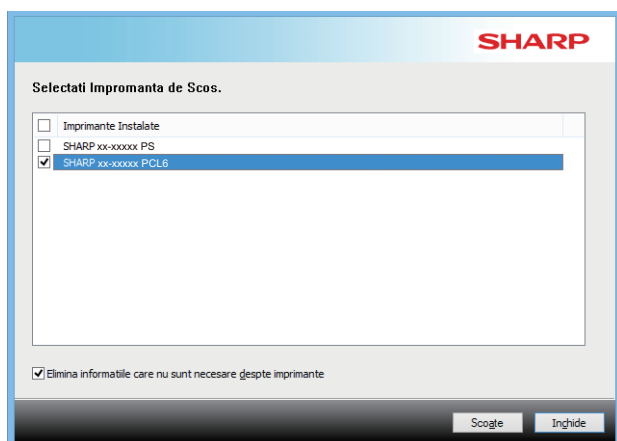 SHARP
Selectati Impromanta de Scos.
Imprimante Instalate
SHARP xx-xxxxx PS
SHARP xx-xxxxx PCL6
Elimina informatiile care nu sunt necesare despte imprimante
Scoate
Inchide